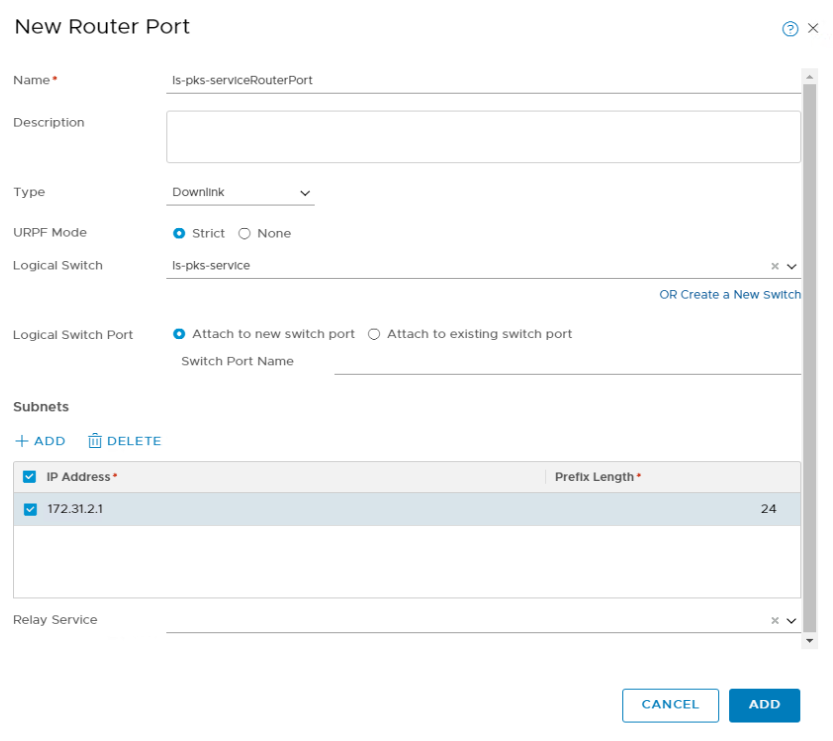 New Router Port
Name* ls-pks-serviceRouterPort
Description
Type Downlink
URPF Mode Strict None
Logical Switch ls-pks-service
OR Create a New Switch
Logical Switch Port Attach to new switch port Attach to existing switch port
Switch Port Name
Subnets
+ ADD DELETE
IP Address* Prefix Length*
172.31.2.1 24
Relay Service
CANCEL ADD